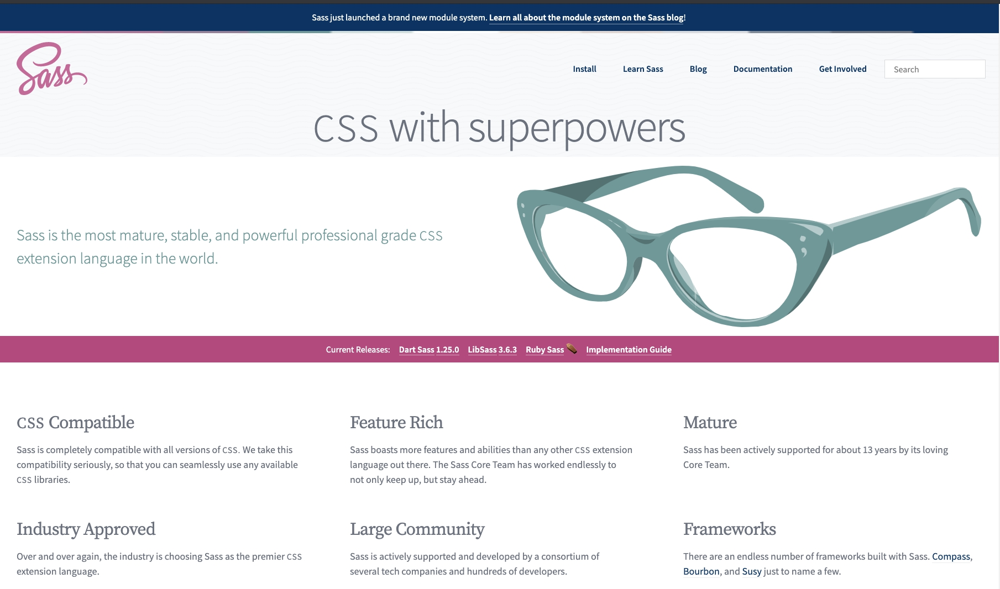 Sass just launched a brand new module system. Learn all about the module system on the Sass blog!
Sass
Install
Learn Sass
Blog
Documentation
Get Involved
Search
CSS with superpowers
Sass is the most mature, stable, and powerful professional grade CSS
extension language in the world.
Current Releases: Dart Sass 1.25.0 LibSass 3.6.3 Ruby Sass ⚰️ Implementation Guide
CSS Compatible
Sass is completely compatible with all versions of CSS. We take this
compatibility seriously, so that you can seamlessly use any available
CSS libraries.
Feature Rich
Sass boasts more features and abilities than any other CSS extension
language out there. The Sass Core Team has worked endlessly to
not only keep up, but stay ahead.
Mature
Sass has been actively supported for about 13 years by its loving
Core Team.
Industry Approved
Over and over again, the industry is choosing Sass as the premier CSS
extension language.
Large Community
Sass is actively supported and developed by a consortium of
several tech companies and hundreds of developers.
Frameworks
There are an endless number of frameworks built with Sass. Compass,
Bourbon, and Susy just to name a few.